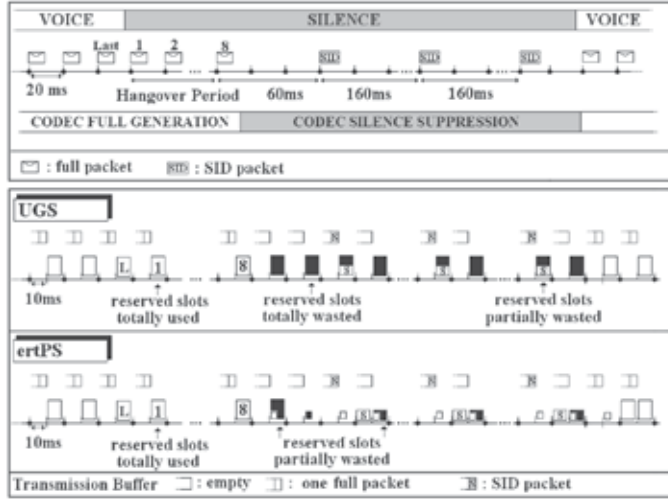 VOICE SILENCE VOICE
Last 1 2 8 SID SID SID
20 ms Hangover Period 60ms 160ms 160ms
CODEC FULL GENERATION CODEC SILENCE SUPPRESSION
: full packet SID : SID packet
UGS
S S S
L 1 8 S S S
10ms reserved slots totally used reserved slots totally wasted reserved slots partially wasted
ertPS
S S S
L 1 8 S S S
10ms reserved slots totally used reserved slots partially wasted
Transmission Buffer : empty : one full packet S : SID packet